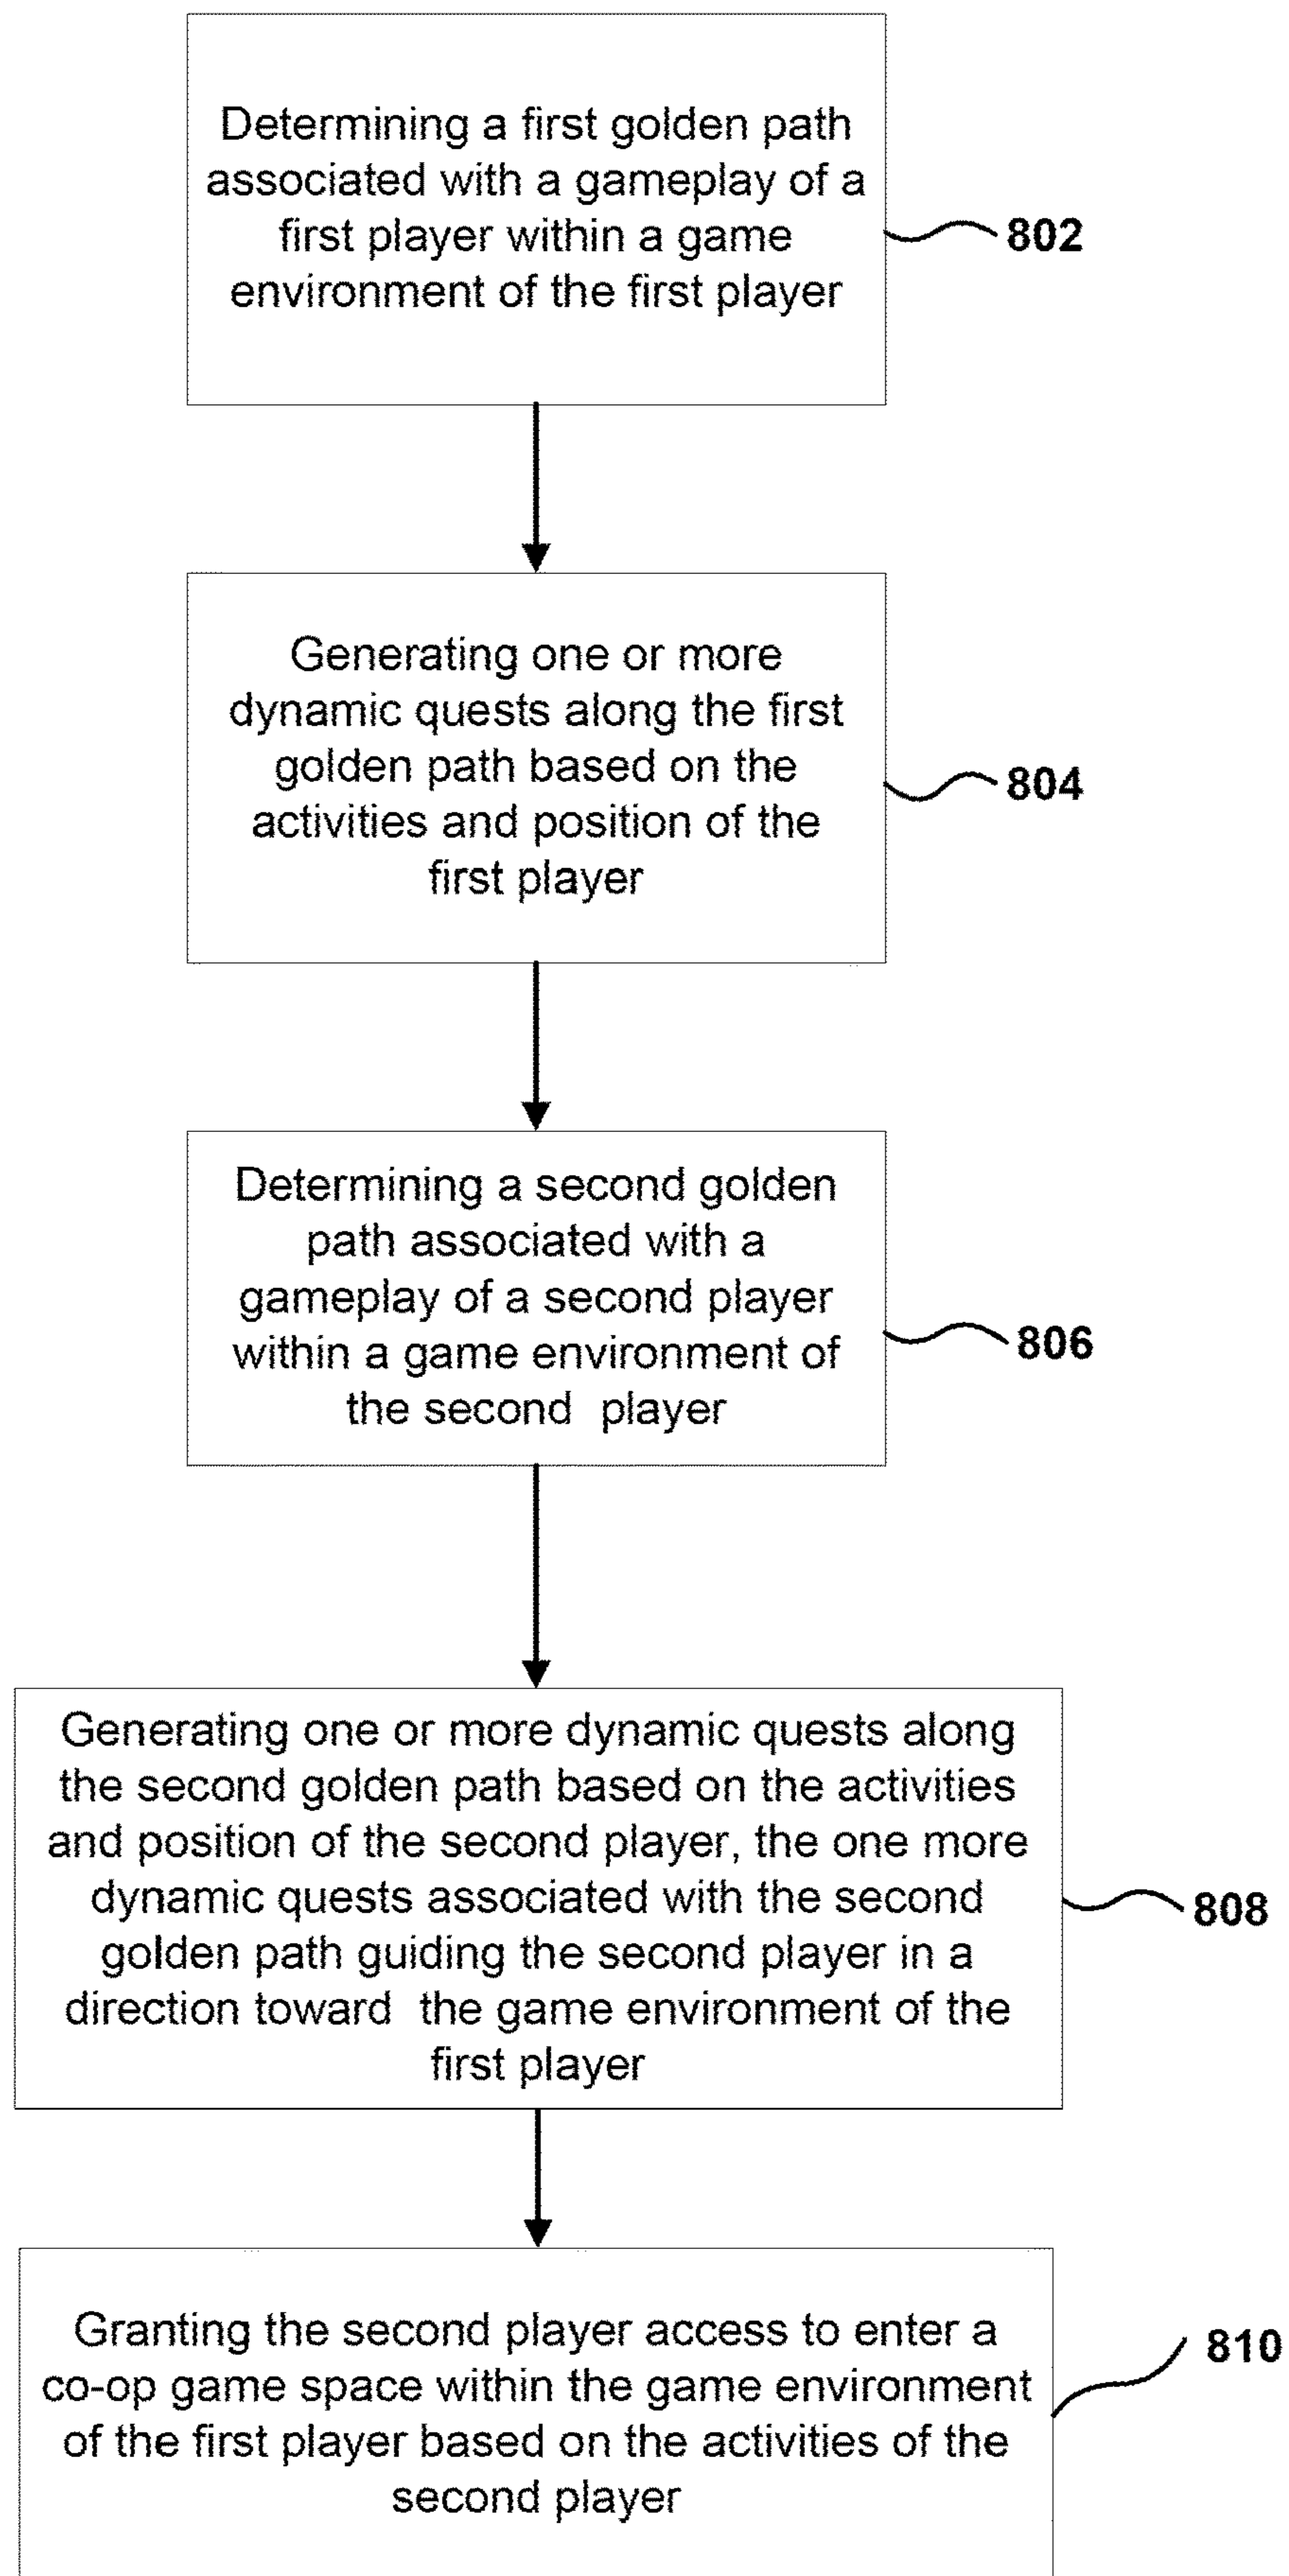 Determining a first golden path
associated with a gameplay of a
first player within a game
environment of the first player
802
Generating one or more
dynamic quests along the first
golden path based on the
activities and position of the
first player
804
Determining a second golden
path associated with a
gameplay of a second player
within a game environment of
the second player
806
Generating one or more dynamic quests along
the second golden path based on the activities
and position of the second player, the one more
dynamic quests associated with the second
golden path guiding the second player in a
direction toward the game environment of the
first player
808
Granting the second player access to enter a
co-op game space within the game environment
of the first player based on the activities of the
second player
810